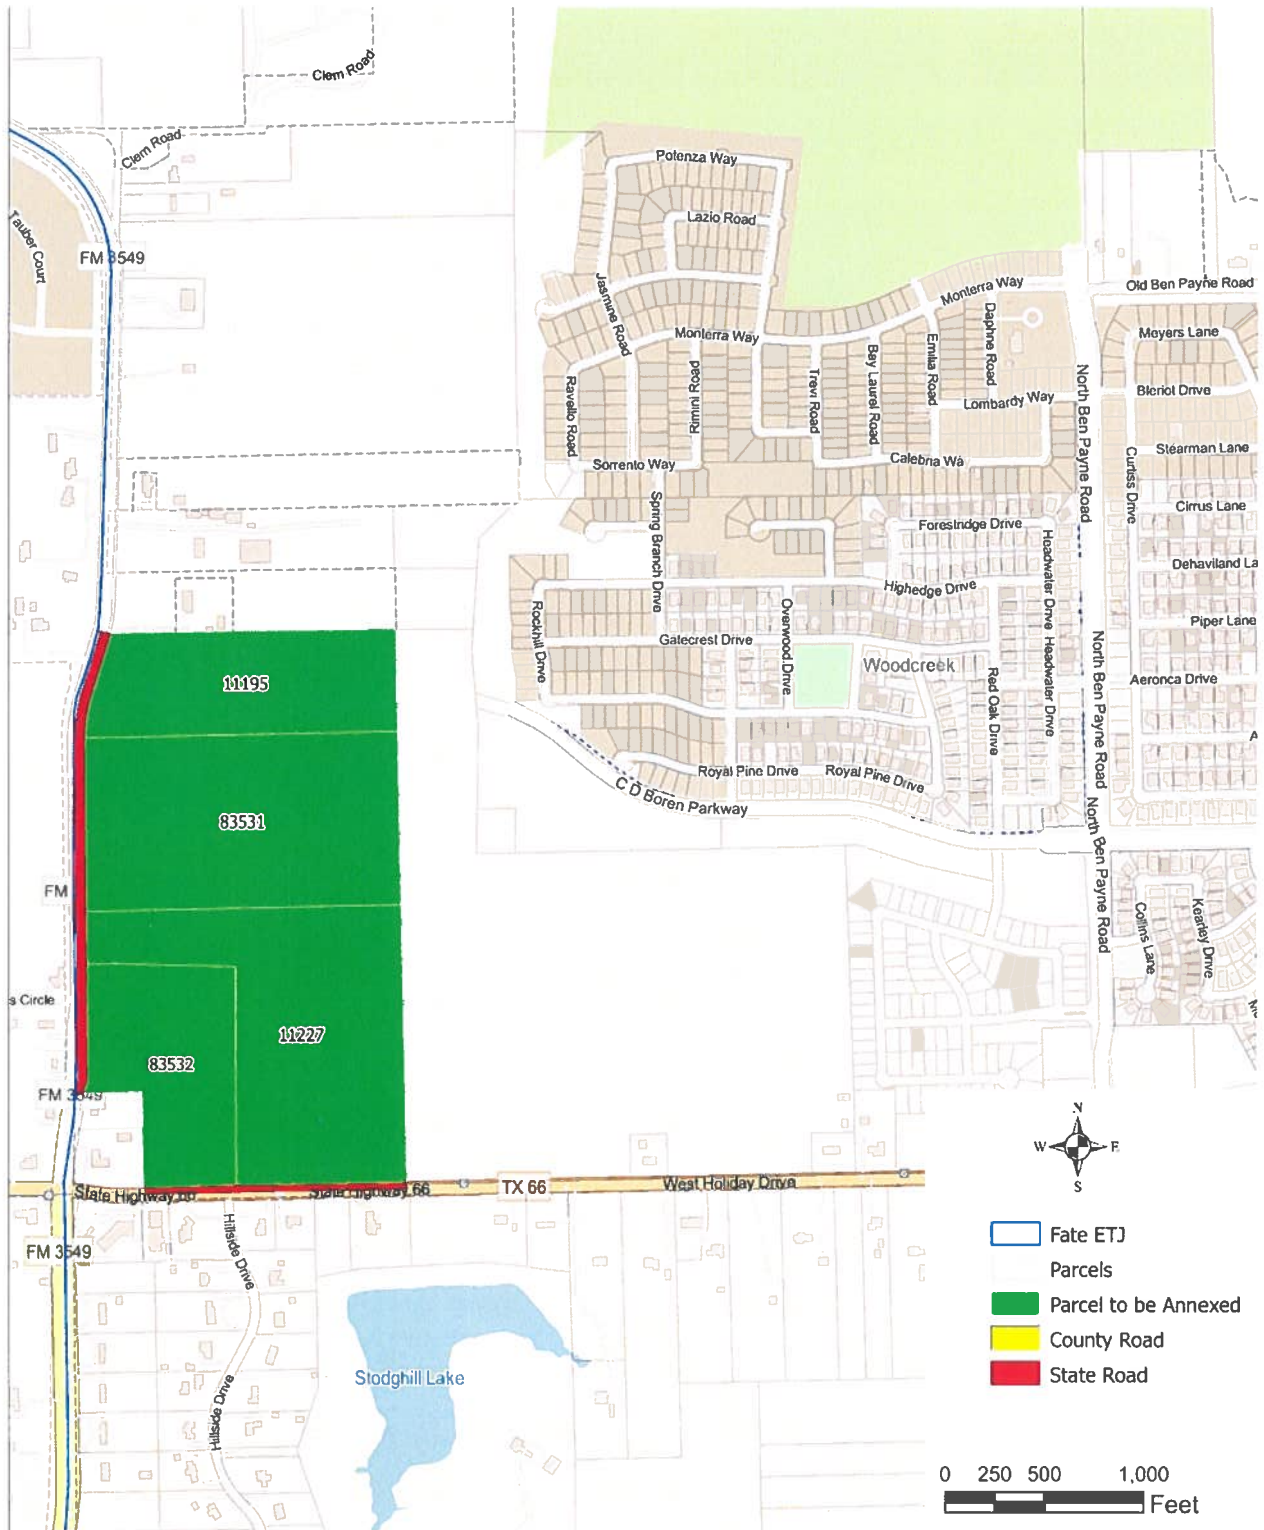 Clem Road
Clem Road
Tauber Court
FM 3549
Potenza Way
Lazio Road
Jasmine Road
Monterra Way
Monterra Way
Old Ben Payne Road
Meyers Lane
Daphne Road
Emilia Road
Bay Laurel Road
Trevi Road
Rimini Road
Ravello Road
Bleriot Drive
Lombardy Way
North Ben Payne Road
Stearman Lane
Curtiss Drive
Sorrento Way
Calebria Wa
Cirrus Lane
Spring Branch Drive
Forestridge Drive
Headwater Drive
Dehaviland La
Highedge Drive
Overwood Drive
Rockhill Drive
Gatecrest Drive
Piper Lane
Headwater Drive
North Ben Payne Road
Woodcreek
Red Oak Drive
Aeronca Drive
11195
A
Royal Pine Drive
Royal Pine Drive
C D Boren Parkway
83531
North Ben Payne Road
FM
Collins Lane
Kearley Drive
s Circle
11227
83532
FM 3549
State Highway 66
State Highway 66
TX 66
West Holiday Drive
N
W
E
S
Hillside Drive
FM 3549
Fate ETJ
Parcels
Parcel to be Annexed
County Road
State Road
Stodghill Lake
Hillside Drive
0 250 500 1,000
Feet